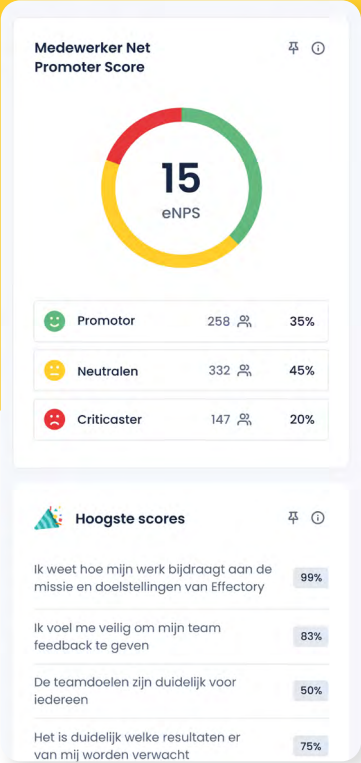 Medewerker Net
Promoter Score
15
eNPS
Promotor 258 35%
Neutralen 332 45%
Criticaster 147 20%
Hoogste scores
Ik weet hoe mijn werk bijdraagt aan de
missie en doelstellingen van Effectory
99%
Ik voel me veilig om mijn team
feedback te geven
83%
De teamdoelen zijn duidelijk voor
iedereen
50%
Het is duidelijk welke resultaten er
van mij worden verwacht
75%